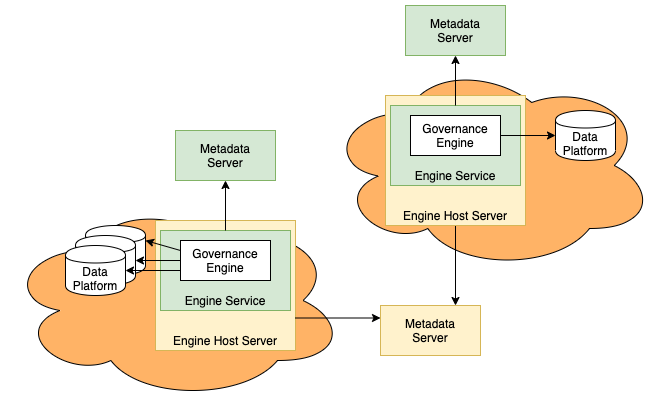 Metadata
Server
Governance
Engine
Data
Platform
Engine Service
Engine Host Server
Metadata
Server
Governance
Engine
Data
Platform
Engine Service
Engine Host Server
Metadata
Server